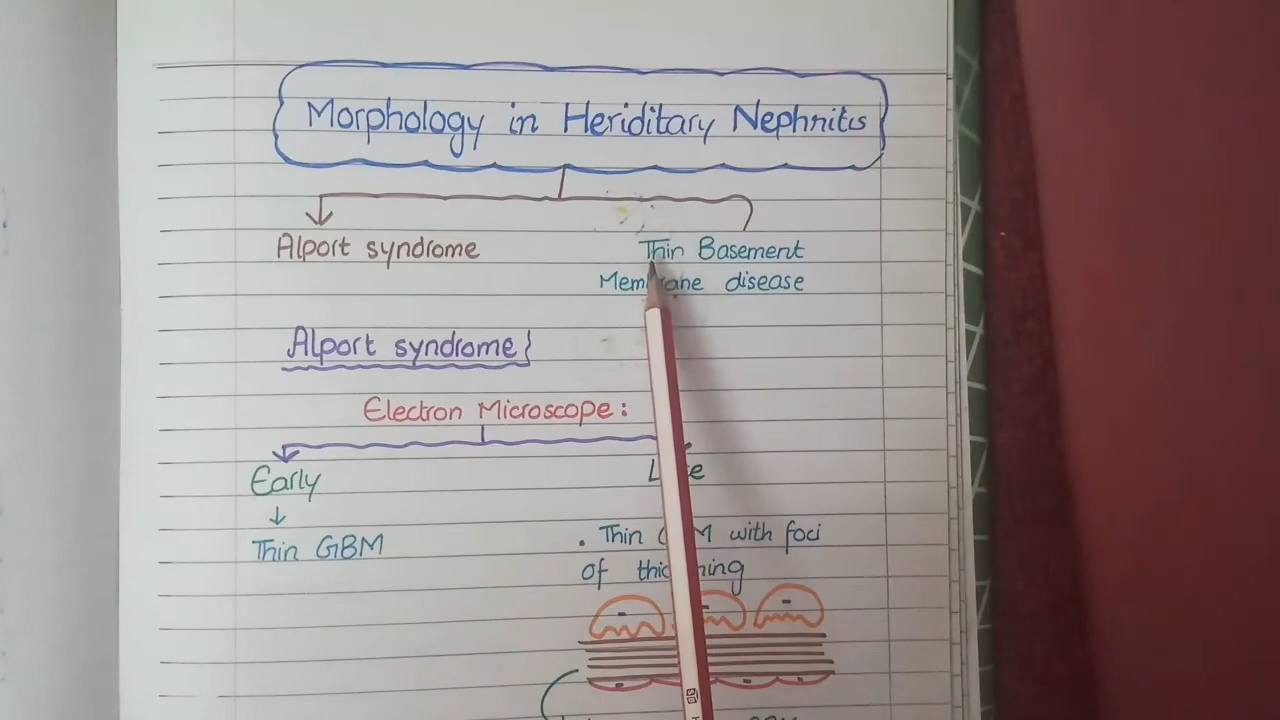 Morphology in Heriditary Nephritis
Alport syndrome
Thin Basement
disease
Alport syndrome}
Electron Microscope:
Early
Thin GBM
. Thin with foci
of